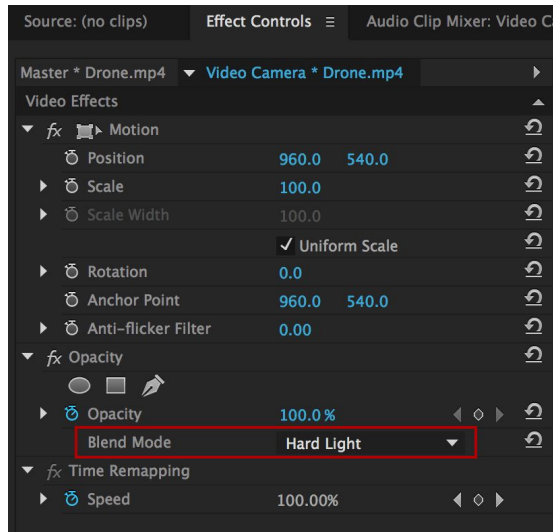 Source: (no clips) Effect Controls Audio Clip Mixer: Video C
Master * Drone.mp4 Video Camera * Drone.mp4
Video Effects
fx Motion
Position 960.0 540.0
Scale 100.0
Scale Width 100.0
Uniform Scale
Rotation 0.0
Anchor Point 960.0 540.0
Anti-flicker Filter 0.00
fx Opacity
Opacity 100.0 %
Blend Mode Hard Light
fx Time Remapping
Speed 100.00%